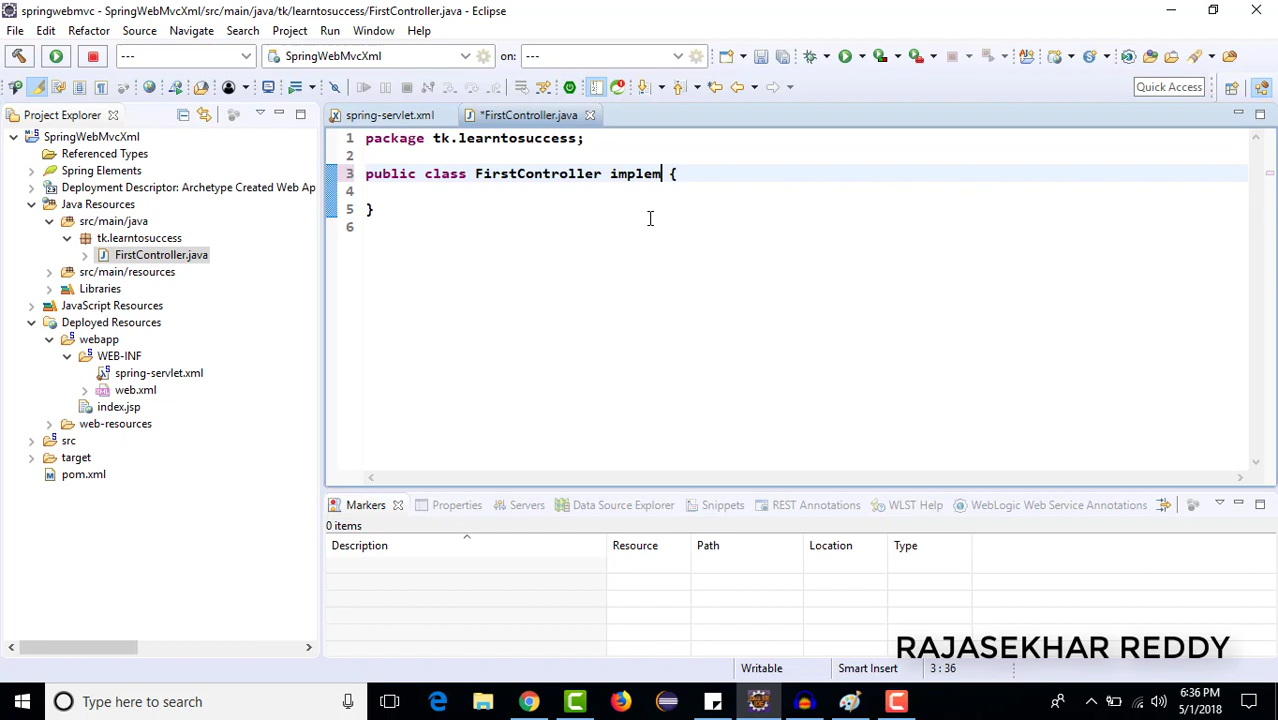 springwebmvc - SpringWebMvcXml/src/main/java/tk/learntosuccess/FirstController.java - Eclipse
File Edit Refactor Source Navigate Search Project Run Window Help
--- SpringWebMvcXml on: ---
Quick Access
Project Explorer
spring-servlet.xml
*FirstController.java
SpringWebMvcXml
Referenced Types
Spring Elements
Deployment Descriptor: Archetype Created Web Ap
Java Resources
src/main/java
tk.learntosuccess
FirstController.java
src/main/resources
Libraries
JavaScript Resources
Deployed Resources
webapp
WEB-INF
spring-servlet.xml
web.xml
index.jsp
web-resources
src
target
pom.xml
1 package tk.learntosuccess;
2
3 public class FirstController implem {
4
5 }
6
Markers Properties Servers Data Source Explorer Snippets REST Annotations WLST Help WebLogic Web Service Annotations
0 items
Description Resource Path Location Type
RAJASEKHAR REDDY
Writable Smart Insert 3 : 36
Type here to search
6:36 PM
5/1/2018